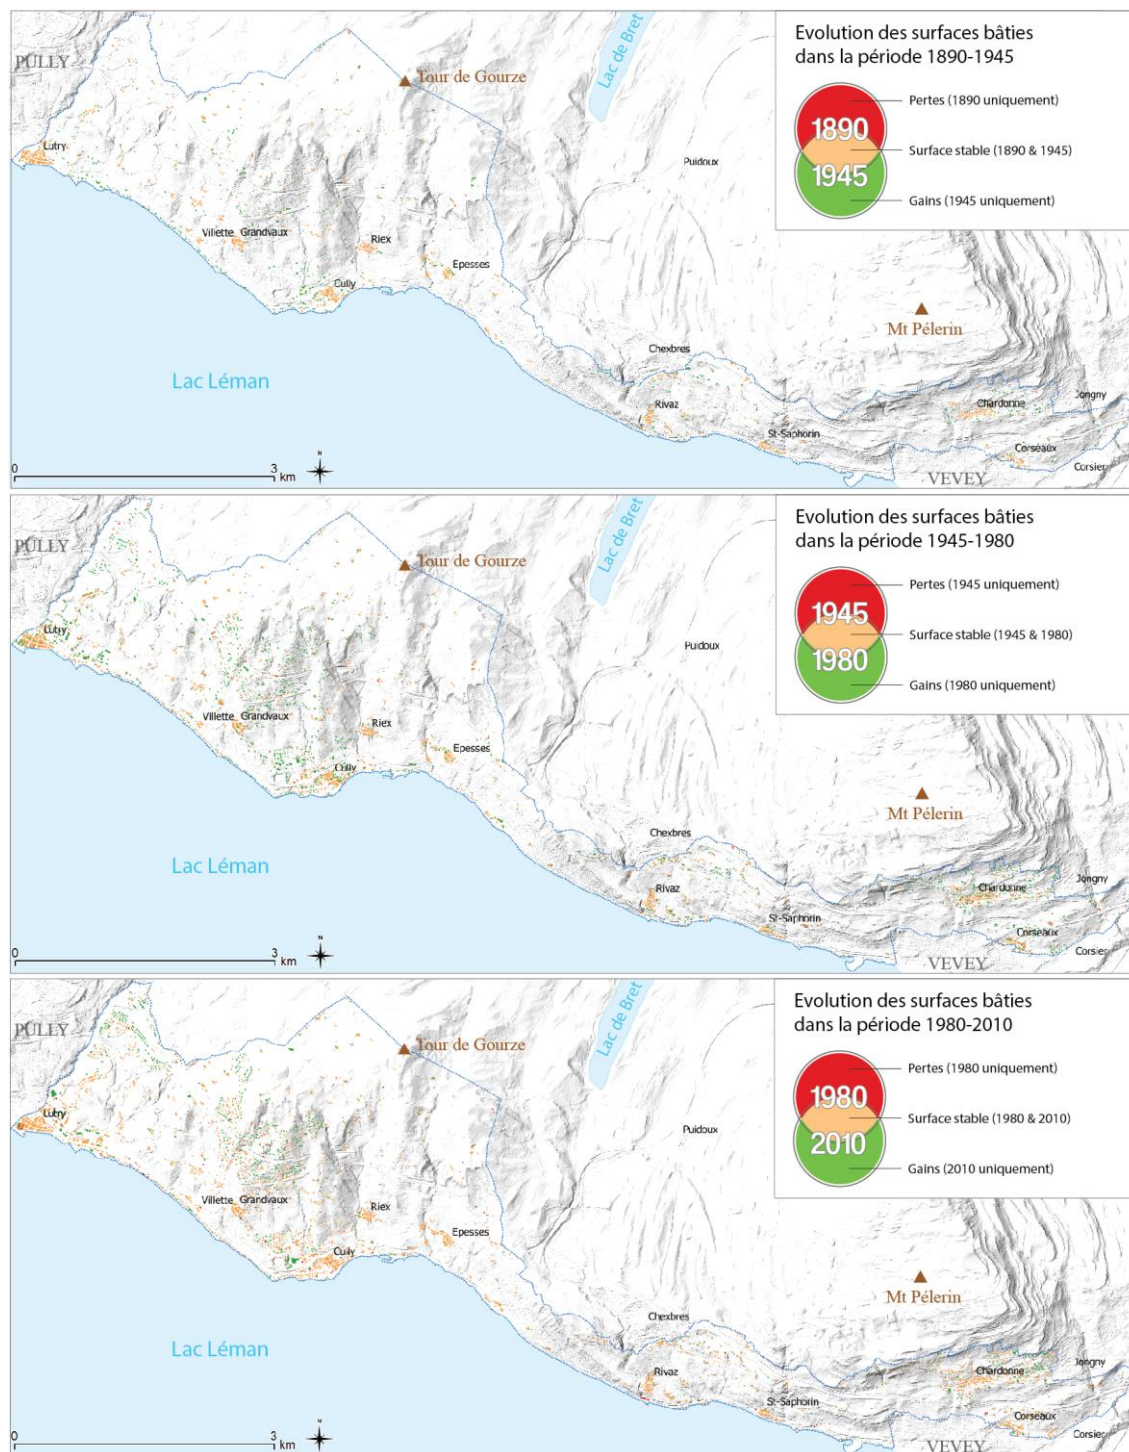 Evolution des surfaces bâties
dans la période 1890-1945
1890
1945
Pertes (1890 uniquement)
Surface stable (1890 & 1945)
Gains (1945 uniquement)
PULLY
Tour de Gourze
Lac de Bret
Lutry
Puidoux
Villette
Grandvaux
Riex
Epesses
Cully
Mt Pélerin
Lac Léman
Chexbres
Rivaz
Chardonne
Jongny
St-Saphorin
Corseaux
Corsier
VEVEY
0
3
km
N
Evolution des surfaces bâties
dans la période 1945-1980
1945
1980
Pertes (1945 uniquement)
Surface stable (1945 & 1980)
Gains (1980 uniquement)
PULLY
Tour de Gourze
Lac de Bret
Lutry
Puidoux
Villette
Grandvaux
Riex
Epesses
Cully
Mt Pélerin
Lac Léman
Chexbres
Rivaz
Chardonne
Jongny
St-Saphorin
Corseaux
Corsier
VEVEY
0
3
km
N
Evolution des surfaces bâties
dans la période 1980-2010
1980
2010
Pertes (1980 uniquement)
Surface stable (1980 & 2010)
Gains (2010 uniquement)
PULLY
Tour de Gourze
Lac de Bret
Lutry
Puidoux
Villette
Grandvaux
Riex
Epesses
Cully
Mt Pélerin
Lac Léman
Chexbres
Rivaz
Chardonne
Jongny
St-Saphorin
Corseaux
Corsier
VEVEY
0
3
km
N